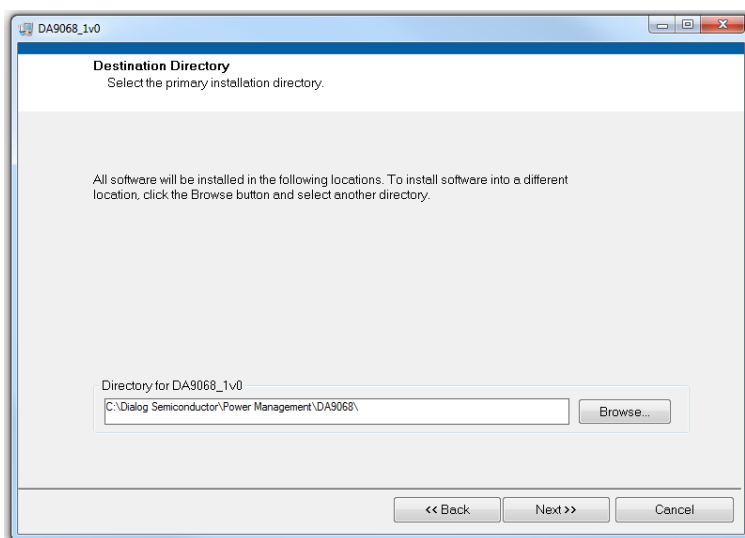 DA9068_1v0
Destination Directory
Select the primary installation directory.
All software will be installed in the following locations. To install software into a different
location, click the Browse button and select another directory.
Directory for DA9068_1v0
C:\Dialog Semiconductor\Power Management\DA9068\
Browse...
<< Back
Next >>
Cancel